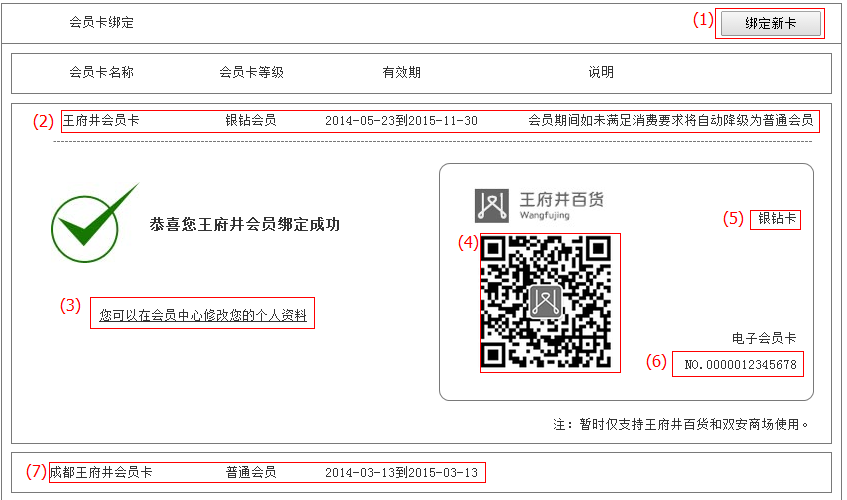 会员卡绑定 (1) 绑定新卡
会员卡名称 会员卡等级 有效期 说明
(2) 王府井会员卡 银钻会员 2014-05-23到2015-11-30 会员期间如未满足消费要求将自动降级为普通会员
王府井百货
Wangfujing
(5) 银钻卡
恭喜您王府井会员绑定成功
(4)
(3) 您可以在会员中心修改您的个人资料
电子会员卡
(6) NO.0000012345678
注：暂时仅支持王府井百货和双安商场使用。
(7) 成都王府井会员卡 普通会员 2014-03-13到2015-03-13